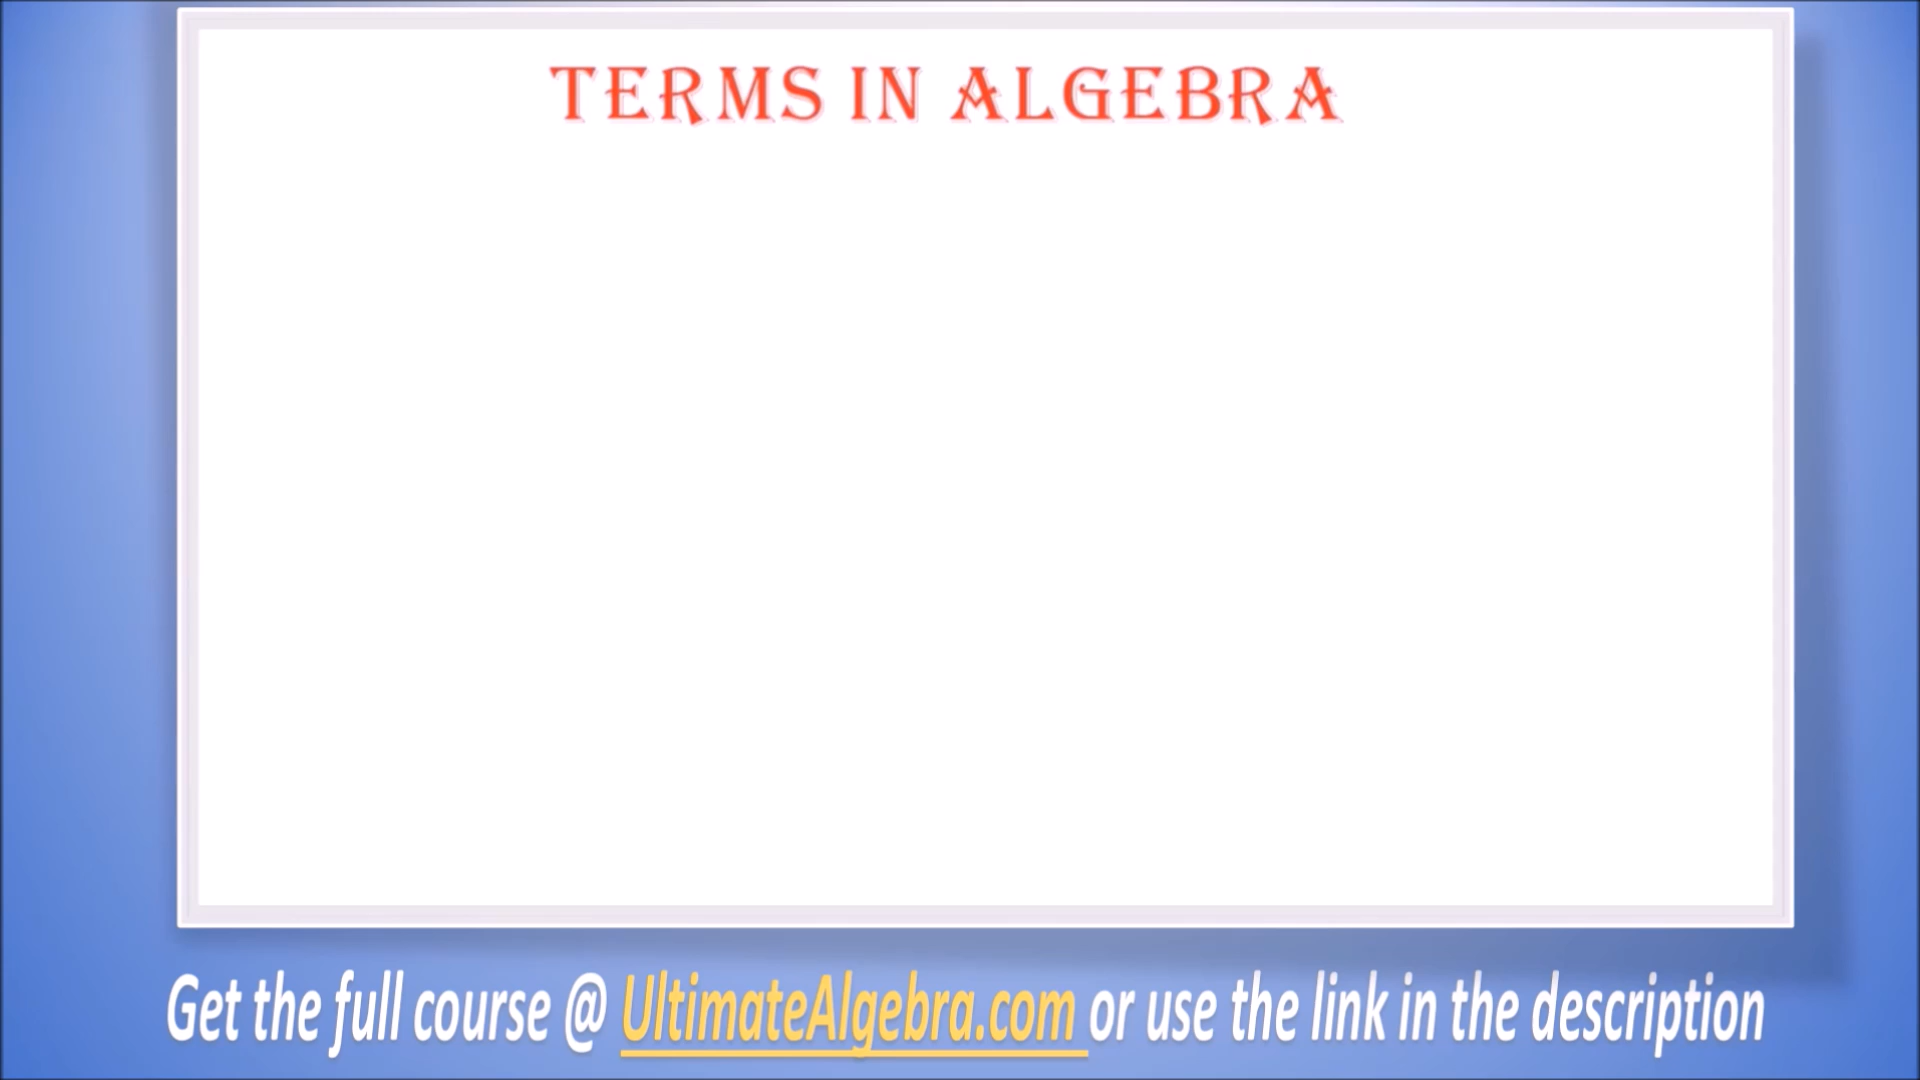 TERMS IN ALGEBRA
Get the full course @ UltimateAlgebra.com or use the link in the description